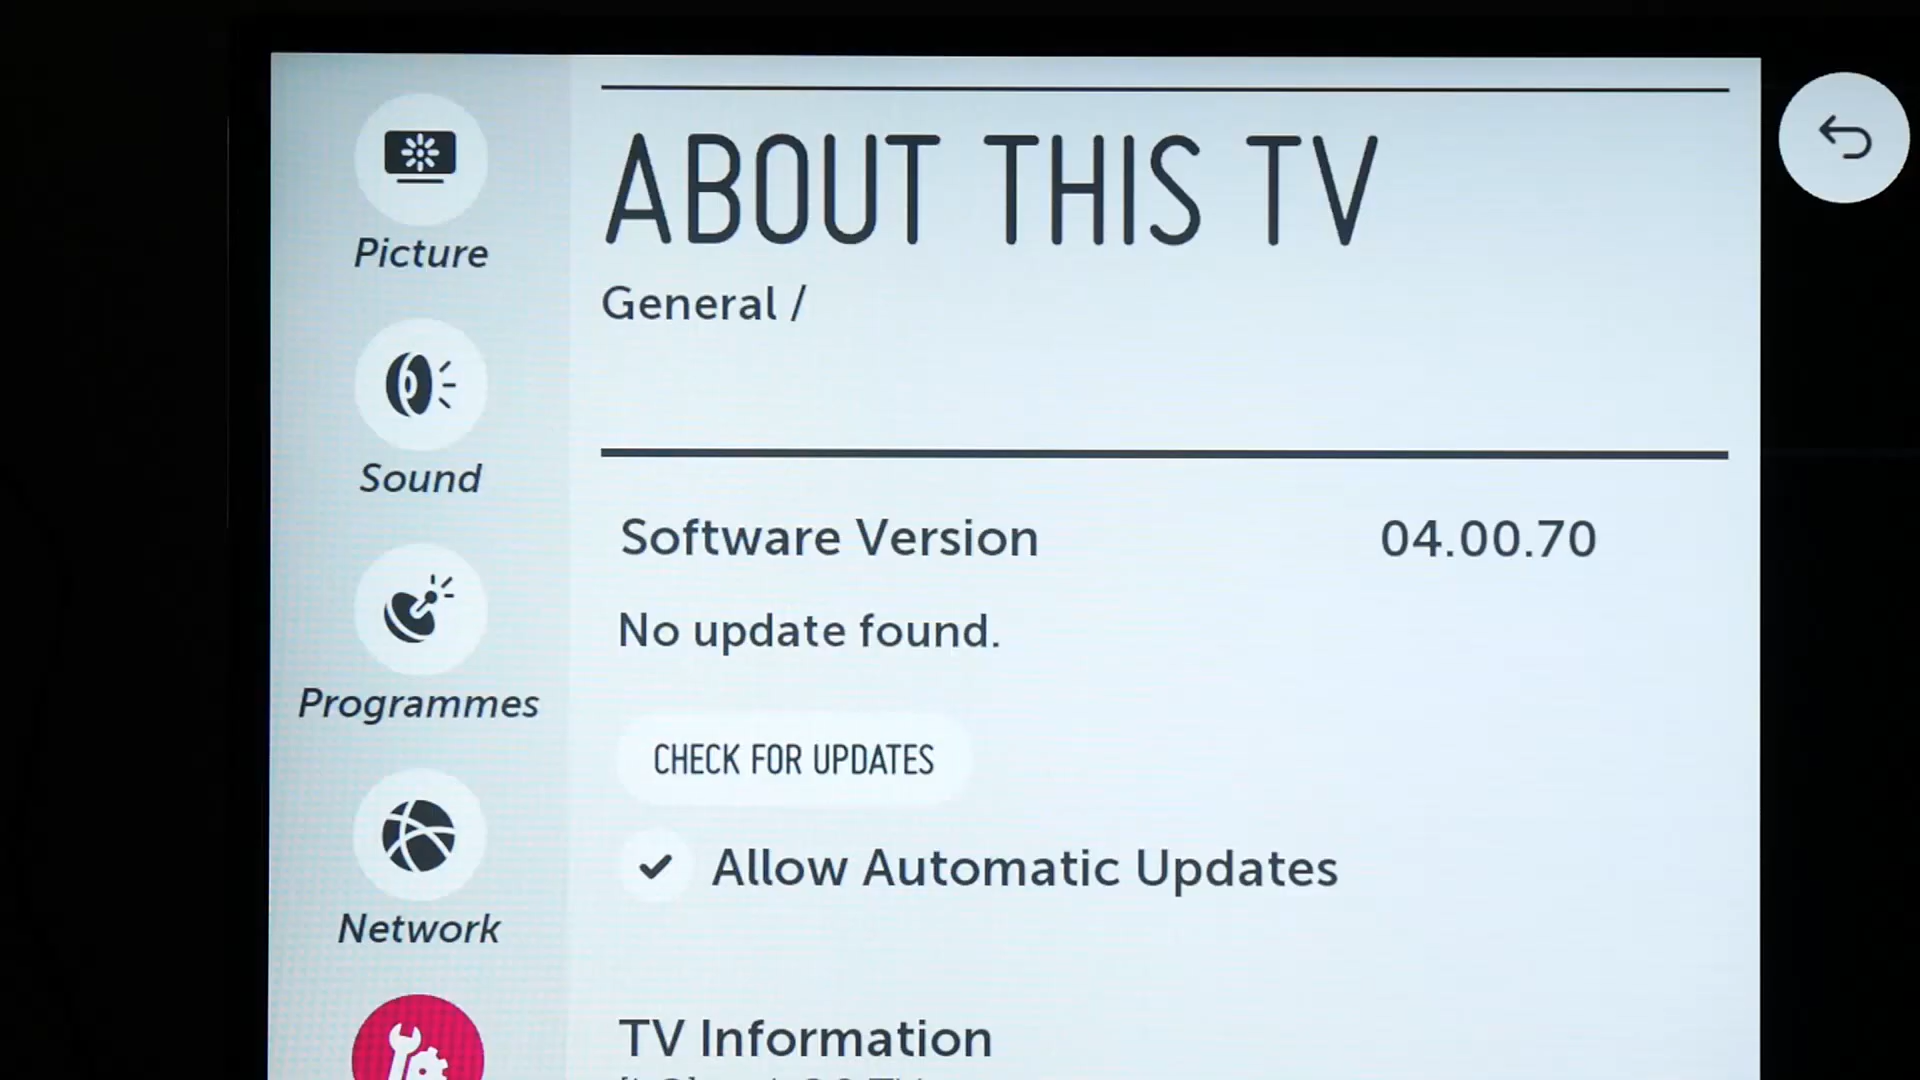 ABOUT THIS TV
General /
Picture
Sound
Programmes
Network
Software Version 04.00.70
No update found.
CHECK FOR UPDATES
Allow Automatic Updates
TV Information